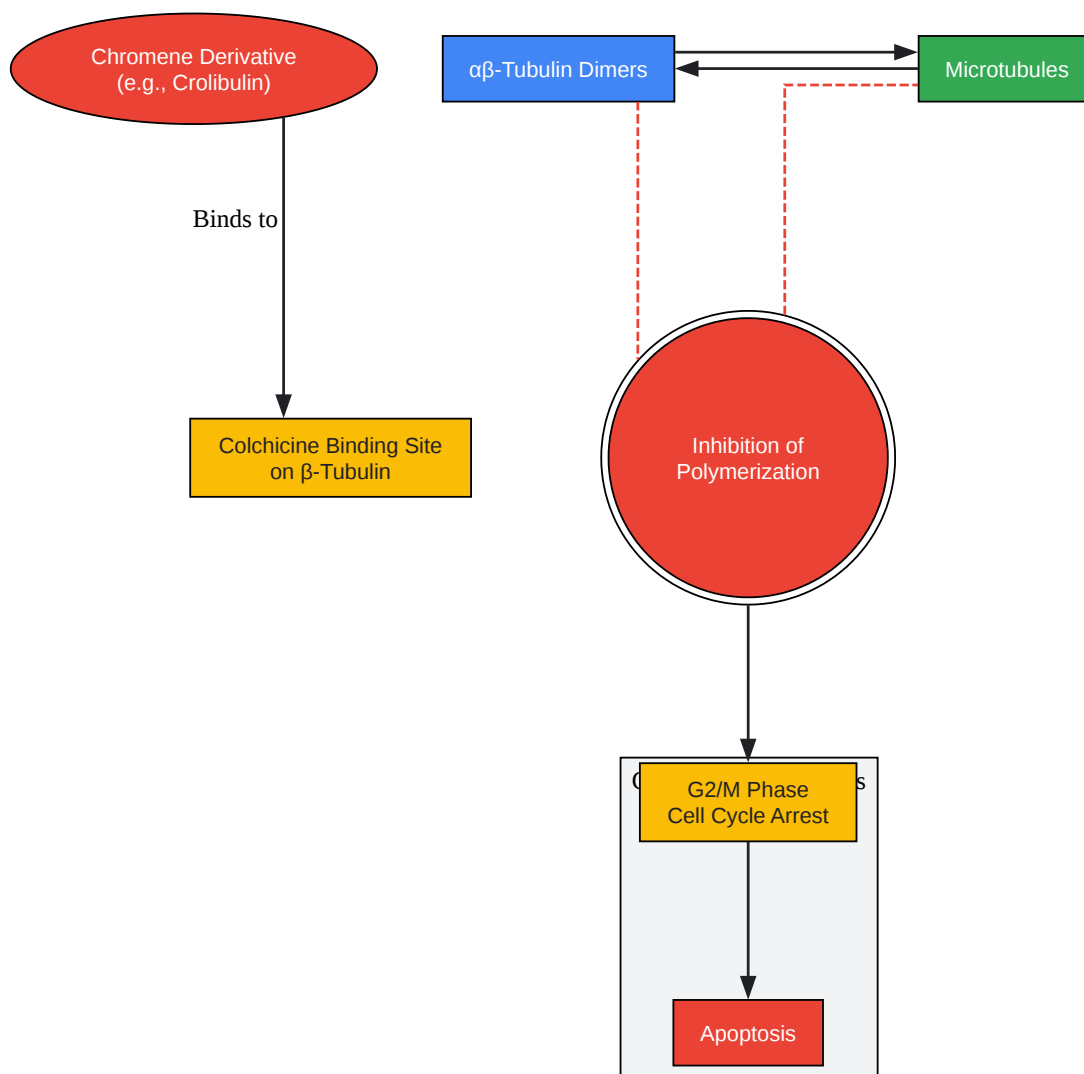 Chromene Derivative
(e.g., Crolibulin)
αβ-Tubulin Dimers
Microtubules
Binds to
Colchicine Binding Site
on β-Tubulin
Inhibition of
Polymerization
G2/M Phase
Cell Cycle Arrest
Apoptosis